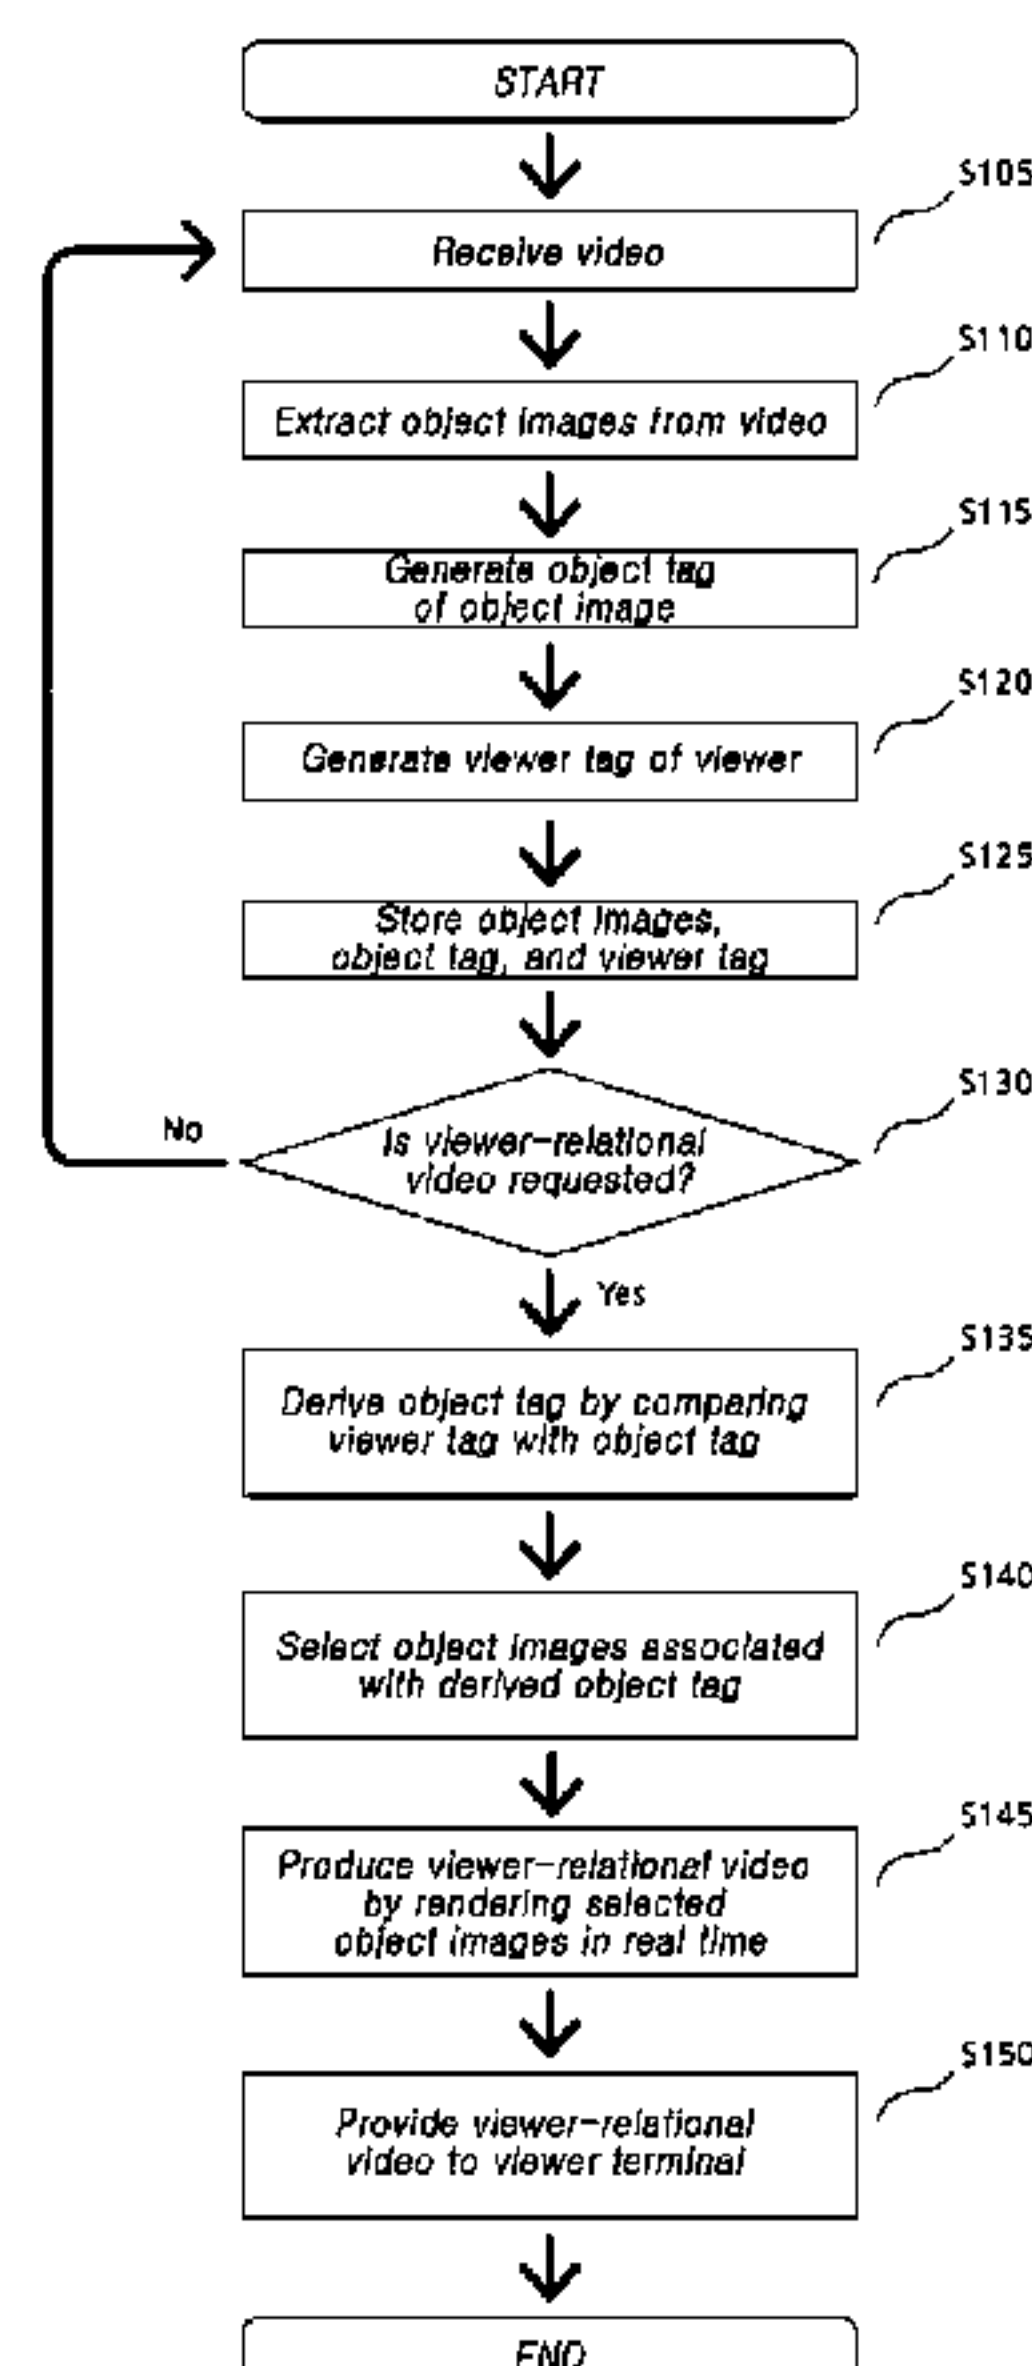 START
S105
Receive video
S110
Extract object images from video
S115
Generate object tag
of object image
S120
Generate viewer tag of viewer
S125
Store object images,
object tag, and viewer tag
S130
Is viewer-relational
video requested?
No
Yes
S135
Derive object tag by comparing
viewer tag with object tag
S140
Select object images associated
with derived object tag
S145
Produce viewer-relational video
by rendering selected
object images in real time
S150
Provide viewer-relational
video to viewer terminal
END